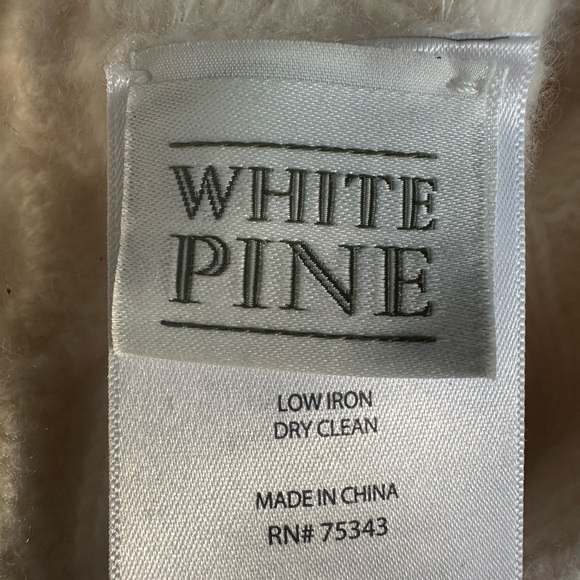 WHITE
PINE
LOW IRON
DRY CLEAN
MADE IN CHINA
RN# 75343